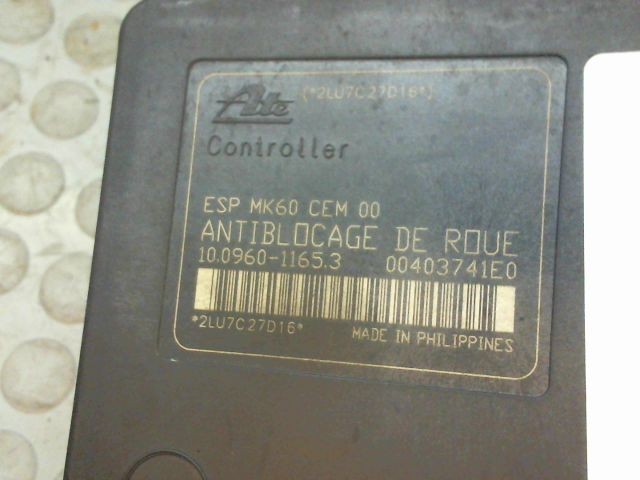 Ate (*2LU7C27D16*)
Controller
ESP MK60 CEM 00
ANTIBLOCAGE DE ROUE
10.0960-1165.3 00403741E0
*2LU7C27D16* MADE IN PHILIPPINES